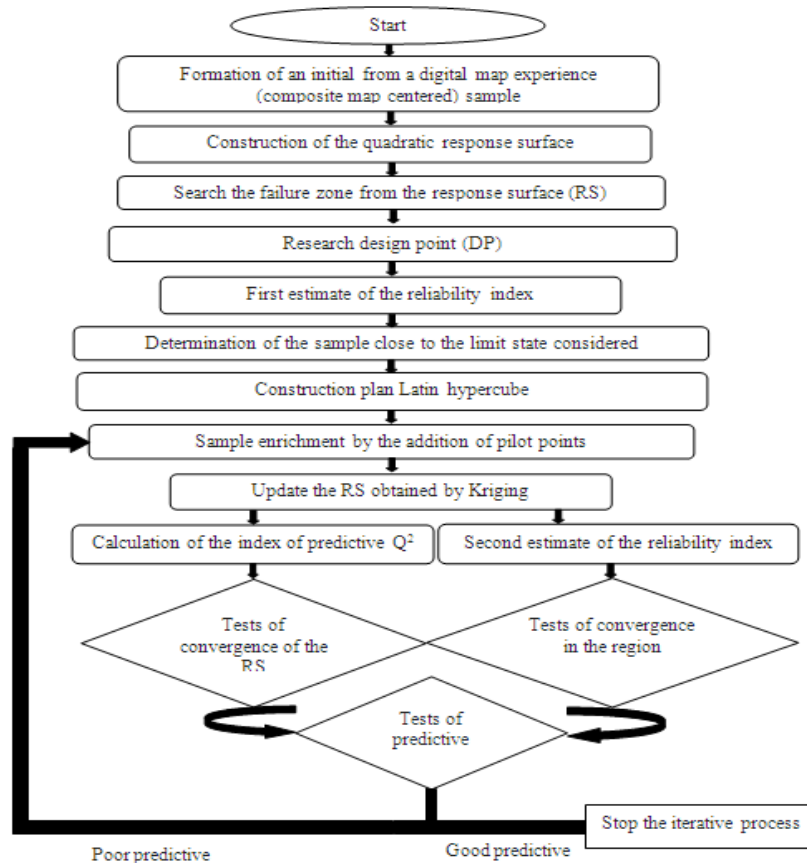 Start
Formation of an initial from a digital map experience
(composite map centered) sample
Construction of the quadratic response surface
Search the failure zone from the response surface (RS)
Research design point (DP)
First estimate of the reliability index
Determination of the sample close to the limit state considered
Construction plan Latin hypercube
Sample enrichment by the addition of pilot points
Update the RS obtained by Kriging
Calculation of the index of predictive Q²
Second estimate of the reliability index
Tests of
convergence of the
RS
Tests of convergence
in the region
Tests of
predictive
Stop the iterative process
Poor predictive
Good predictive